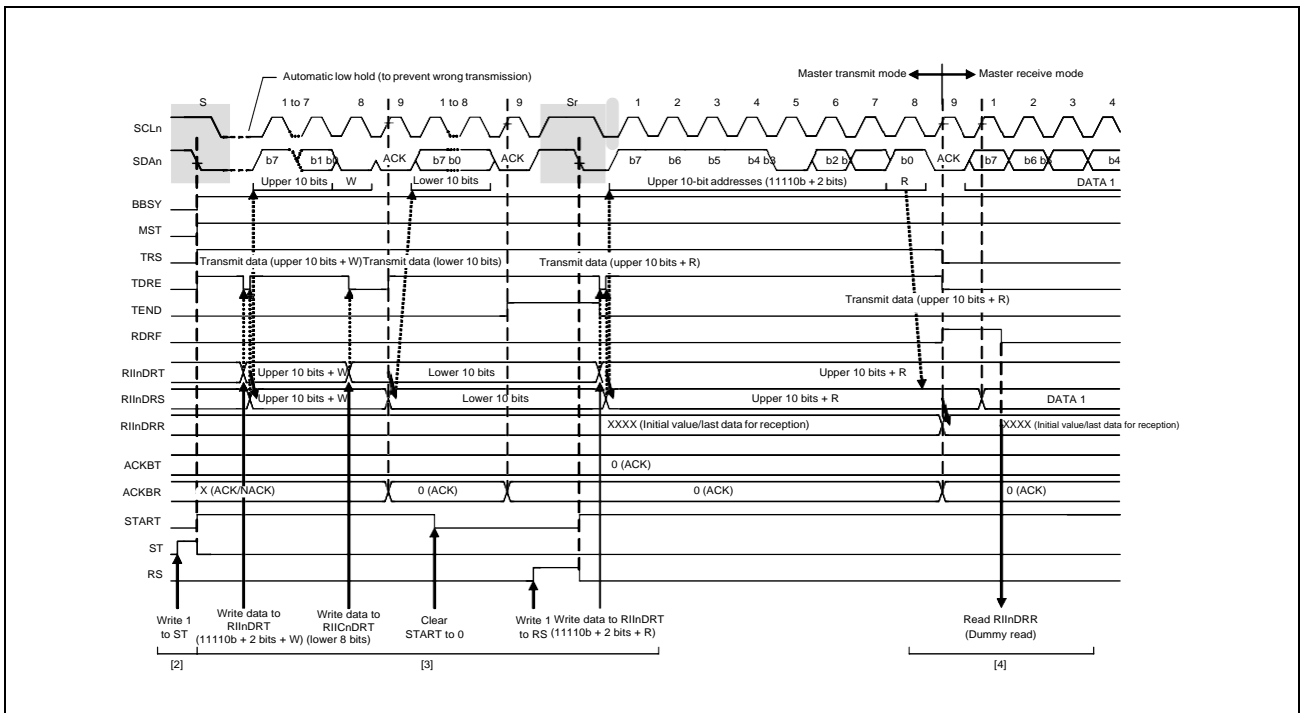 Automatic low hold (to prevent wrong transmission)
Master transmit mode Master receive mode
S 1 to 7 8 9 1 to 8 9 Sr 1 2 3 4 5 6 7 8 9 1 2 3 4
SCLn
SDAn b7 b1 b0 ACK b7 b0 ACK b7 b6 b5 b4 b3 b2 b0 ACK b7 b6 b4
Upper 10 bits W Lower 10 bits Upper 10-bit addresses (11110b + 2 bits) R DATA 1
BBSY
MST
TRS
Transmit data (upper 10 bits + W) Transmit data (lower 10 bits) Transmit data (upper 10 bits + R)
TDRE
Transmit data (upper 10 bits + R)
TEND
RDRF
RIInDRT Upper 10 bits + W Lower 10 bits Upper 10 bits + R
RIInDRS Upper 10 bits + W Lower 10 bits Upper 10 bits + R DATA 1
RIInDRR XXXX (Initial value/last data for reception) XXXX (Initial value/last data for reception)
ACKBT 0 (ACK)
ACKBR X (ACK/NACK) 0 (ACK) 0 (ACK) 0 (ACK)
START
ST
RS
Write 1
to ST
Write data to
RIInDRT
(11110b + 2 bits + W)
Write data to
RIICnDRT
(lower 8 bits)
Clear
START to 0
Write 1
to RS
Write data to RIInDRT
(11110b + 2 bits + R)
Read RIInDRR
(Dummy read)
[2] [3] [4]